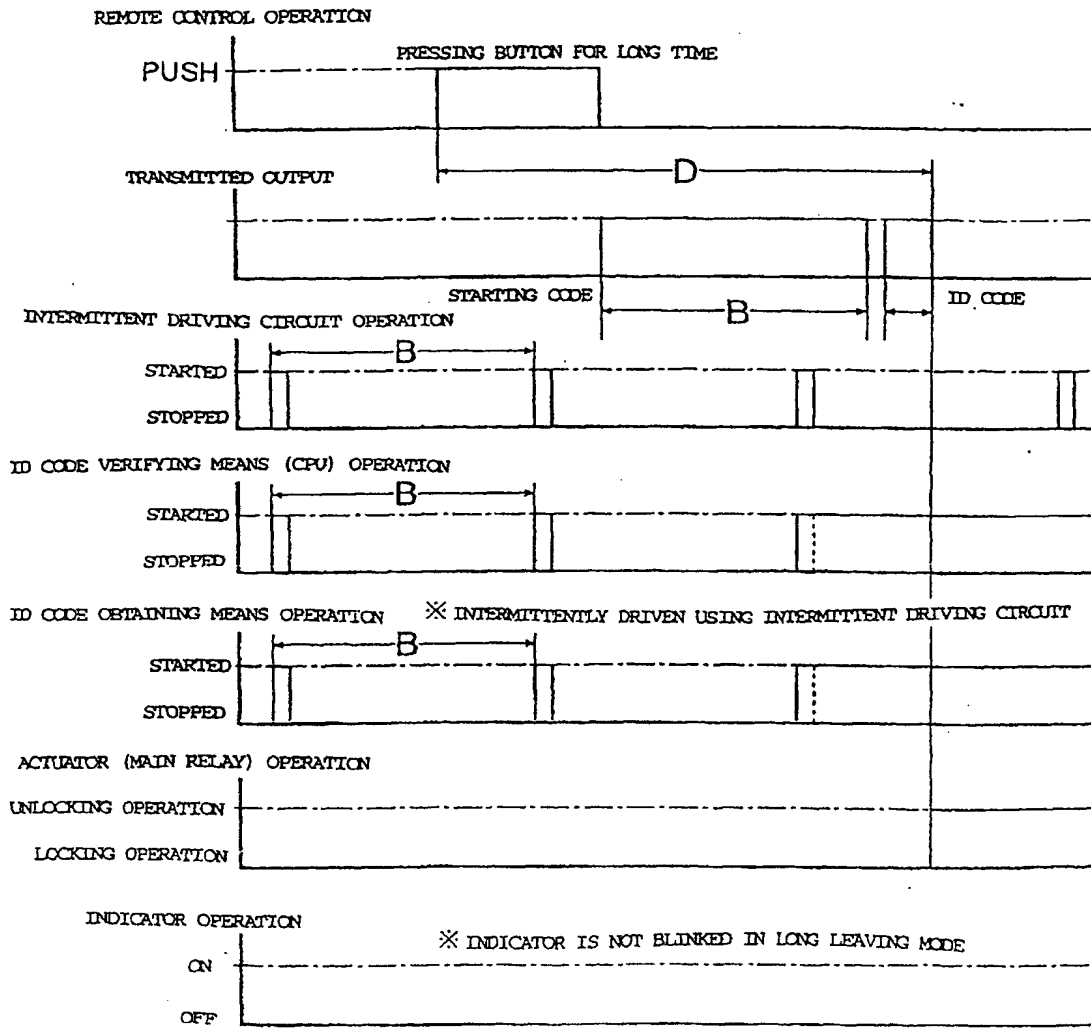 REMOTE CONTROL OPERATION
PRESSING BUTTON FOR LONG TIME
PUSH
D
TRANSMITTED OUTPUT
STARTING CODE
B
ID CODE
INTERMITTENT DRIVING CIRCUIT OPERATION
B
STARTED
STOPPED
ID CODE VERIFYING MEANS (CPU) OPERATION
B
STARTED
STOPPED
ID CODE OBTAINING MEANS OPERATION ※ INTERMITTENTLY DRIVEN USING INTERMITTENT DRIVING CIRCUIT
B
STARTED
STOPPED
ACTUATOR (MAIN RELAY) OPERATION
UNLOCKING OPERATION
LOCKING OPERATION
INDICATOR OPERATION
※ INDICATOR IS NOT BLINKED IN LONG LEAVING MODE
ON
OFF